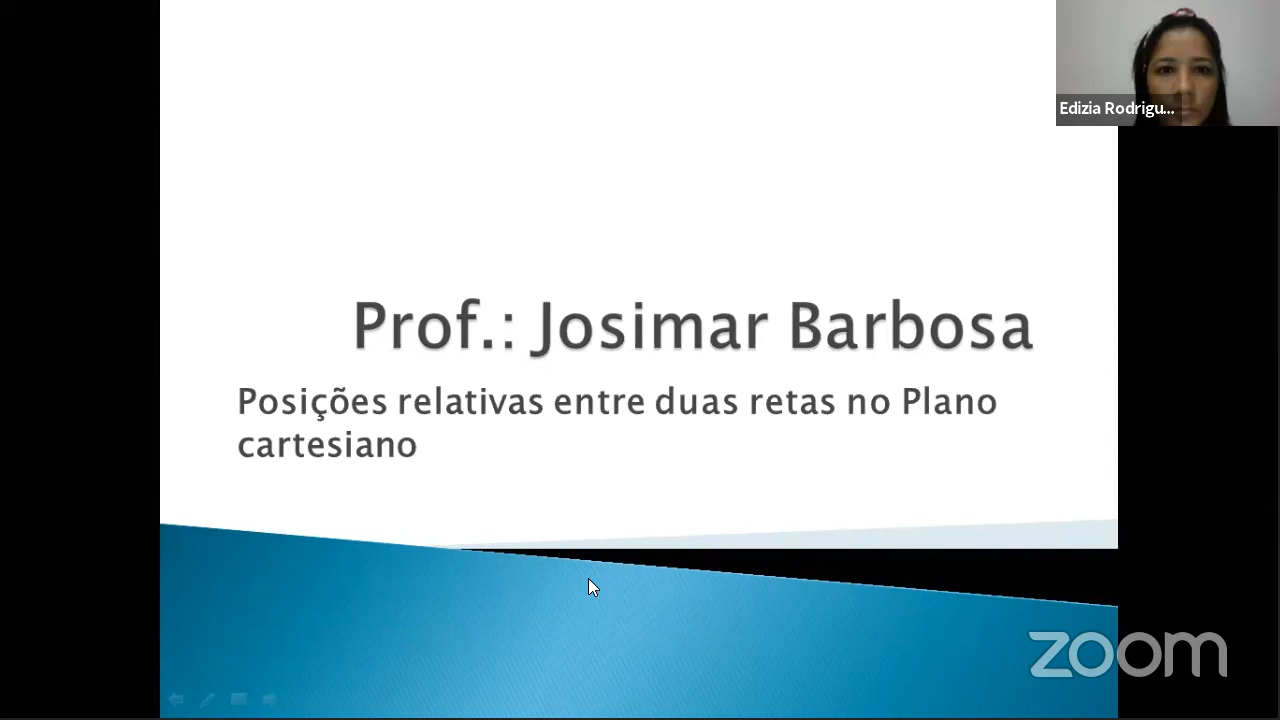 Edizia Rodrigu...
Prof.: Josimar Barbosa
Posições relativas entre duas retas no Plano
cartesiano
zoom